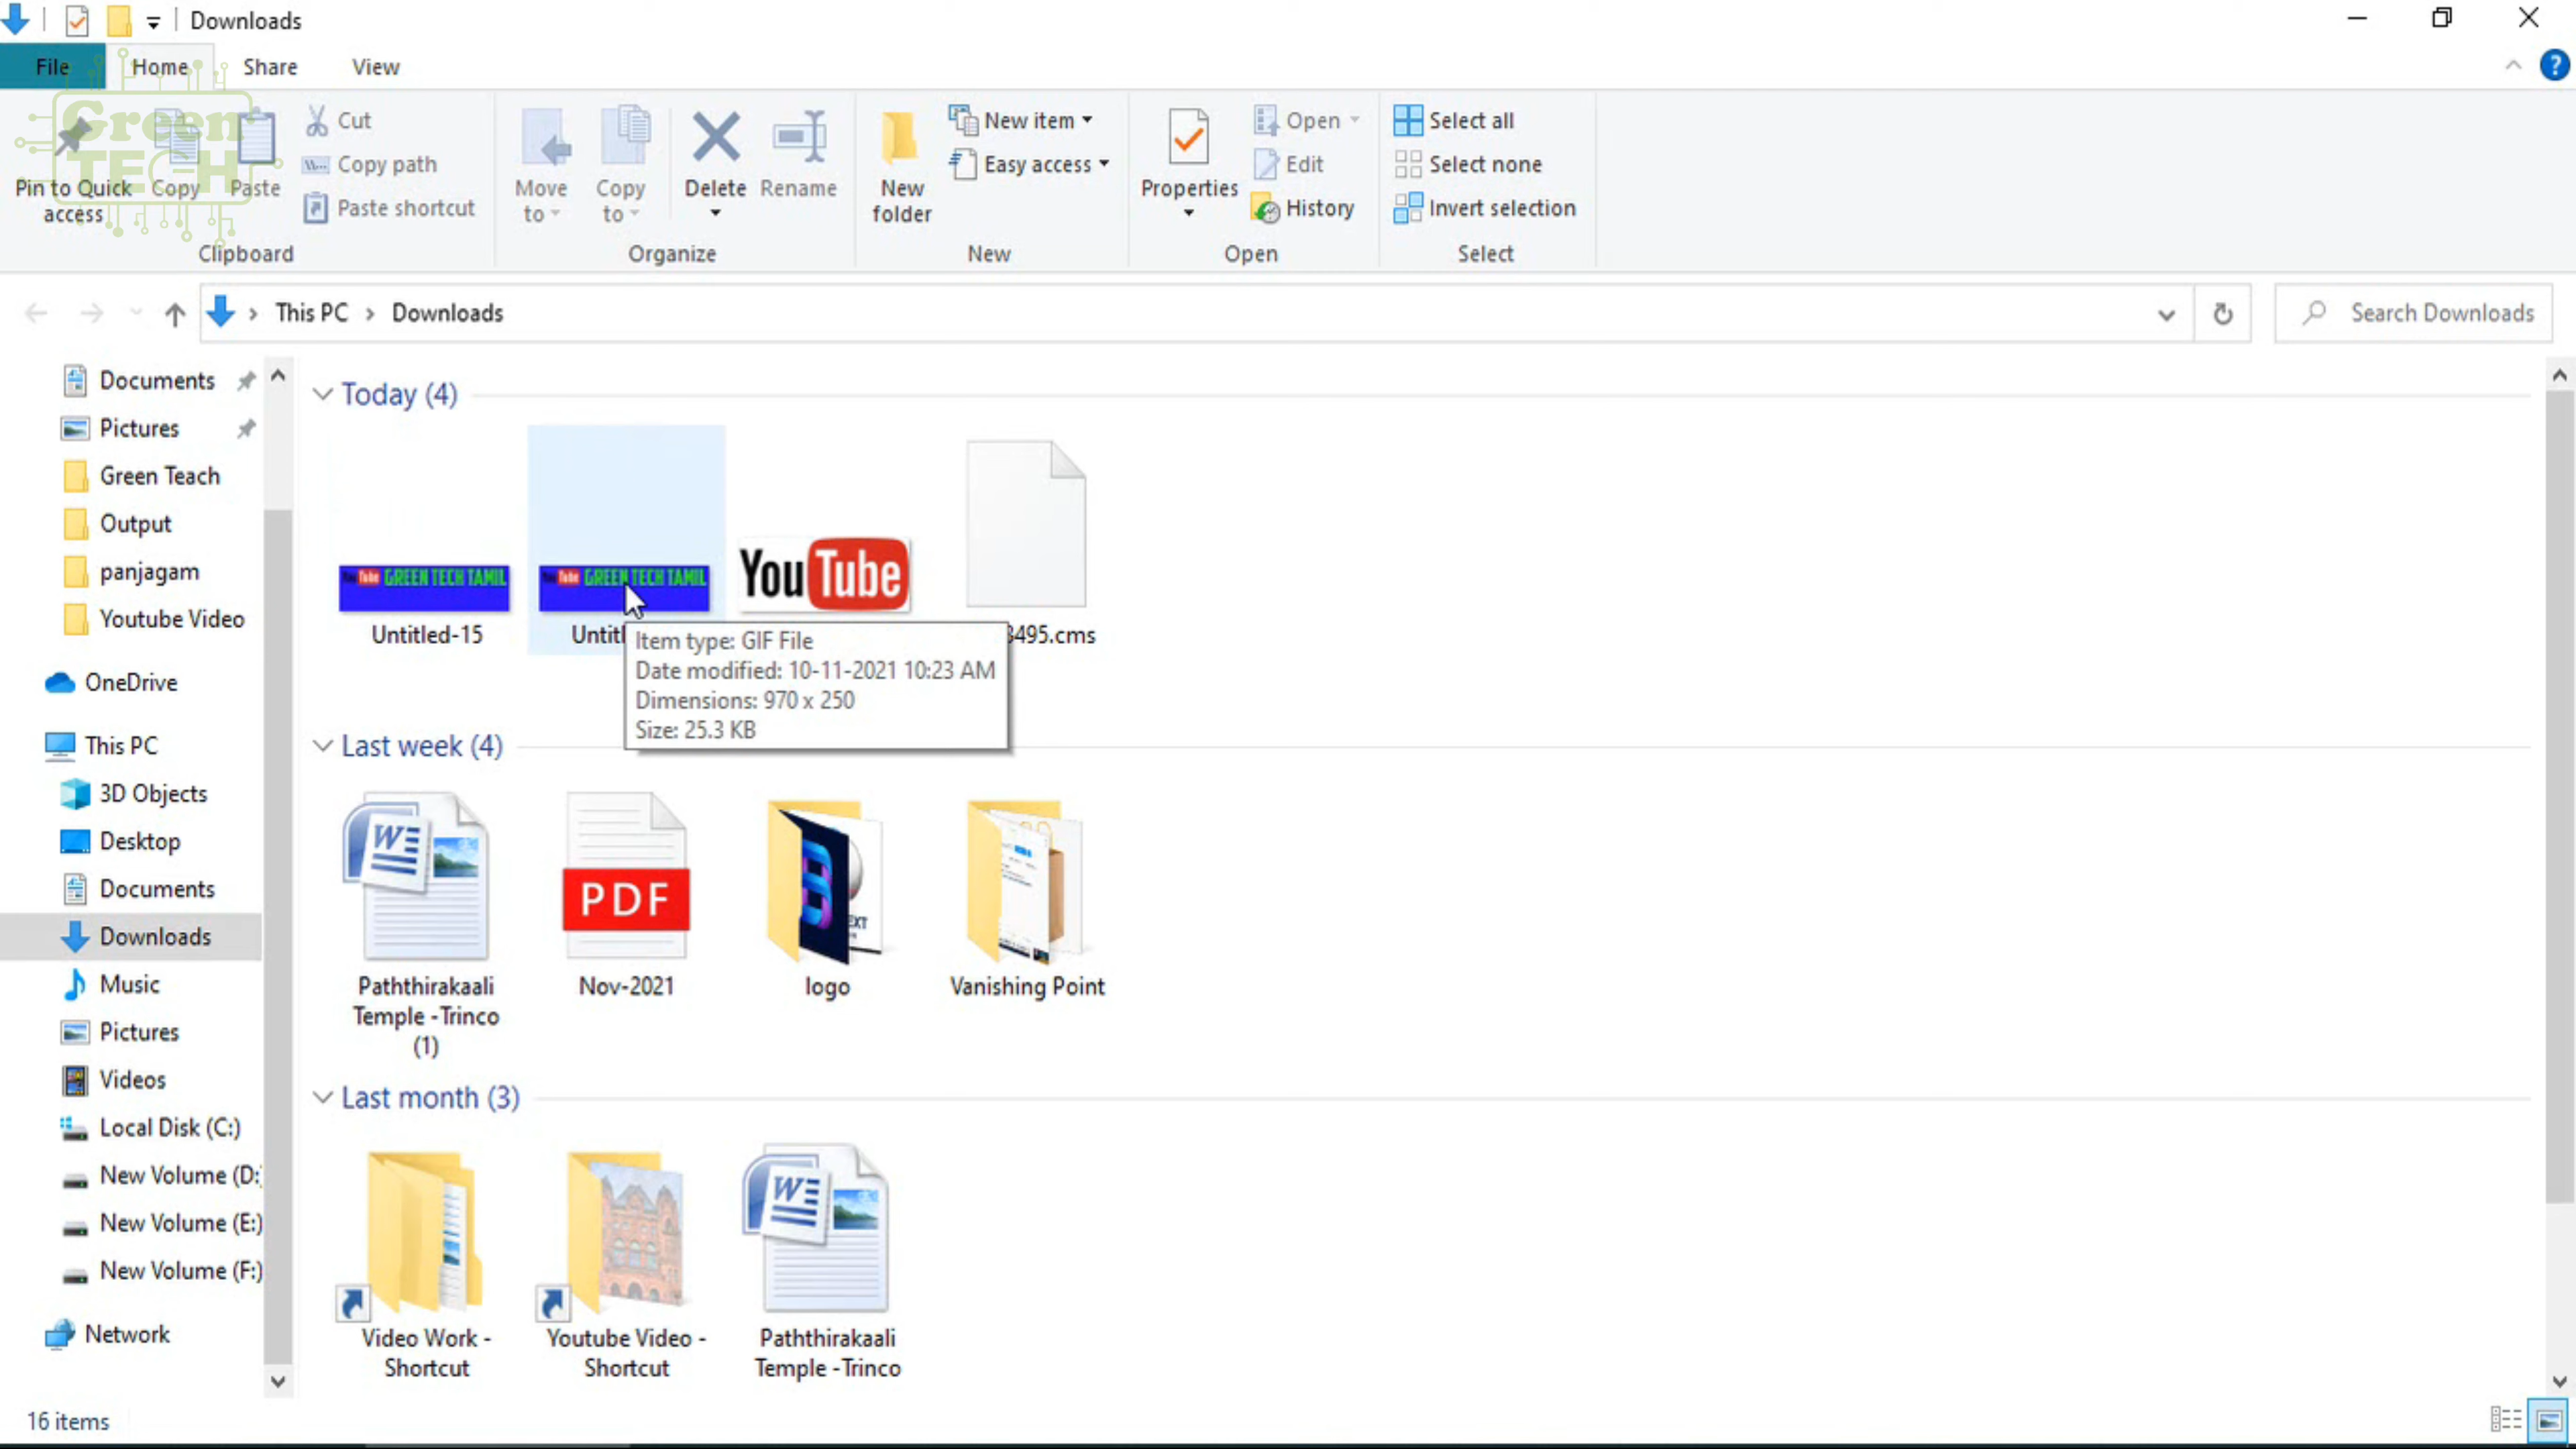 Downloads
File
Home
Share
View
Green
TECH
Pin to Quick access
Copy
Paste
Cut
Copy path
Paste shortcut
Clipboard
Move to
Copy to
Delete
Rename
Organize
New folder
New item
Easy access
New
Properties
Open
Edit
History
Open
Select all
Select none
Invert selection
Select
This PC
Downloads
Search Downloads
Documents
Pictures
Green Teach
Output
panjagam
Youtube Video
OneDrive
This PC
3D Objects
Desktop
Documents
Downloads
Music
Pictures
Videos
Local Disk (C:)
New Volume (D:
New Volume (E:)
New Volume (F:)
Network
Today (4)
YouTube GREEN TECH TAMIL
YouTube GREEN TECH TAMIL
YouTube
Untitled-15
Untitl
3495.cms
Item type: GIF File
Date modified: 10-11-2021 10:23 AM
Dimensions: 970 x 250
Size: 25.3 KB
Last week (4)
PDF
Paththirakaali
Temple -Trinco
(1)
Nov-2021
logo
Vanishing Point
Last month (3)
Video Work -
Shortcut
Youtube Video -
Shortcut
Paththirakaali
Temple -Trinco
16 items